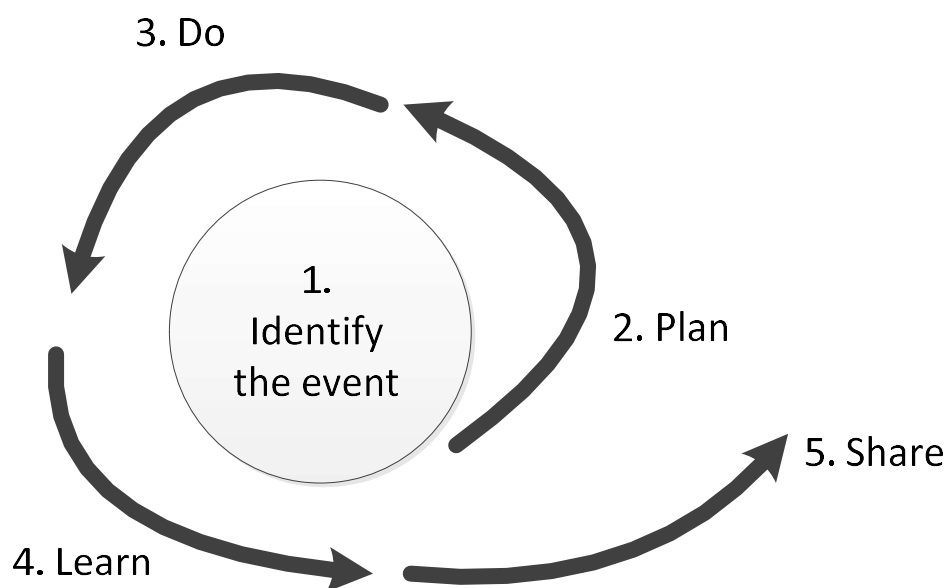 1.
Identify
the event
2. Plan
3. Do
4. Learn
5. Share